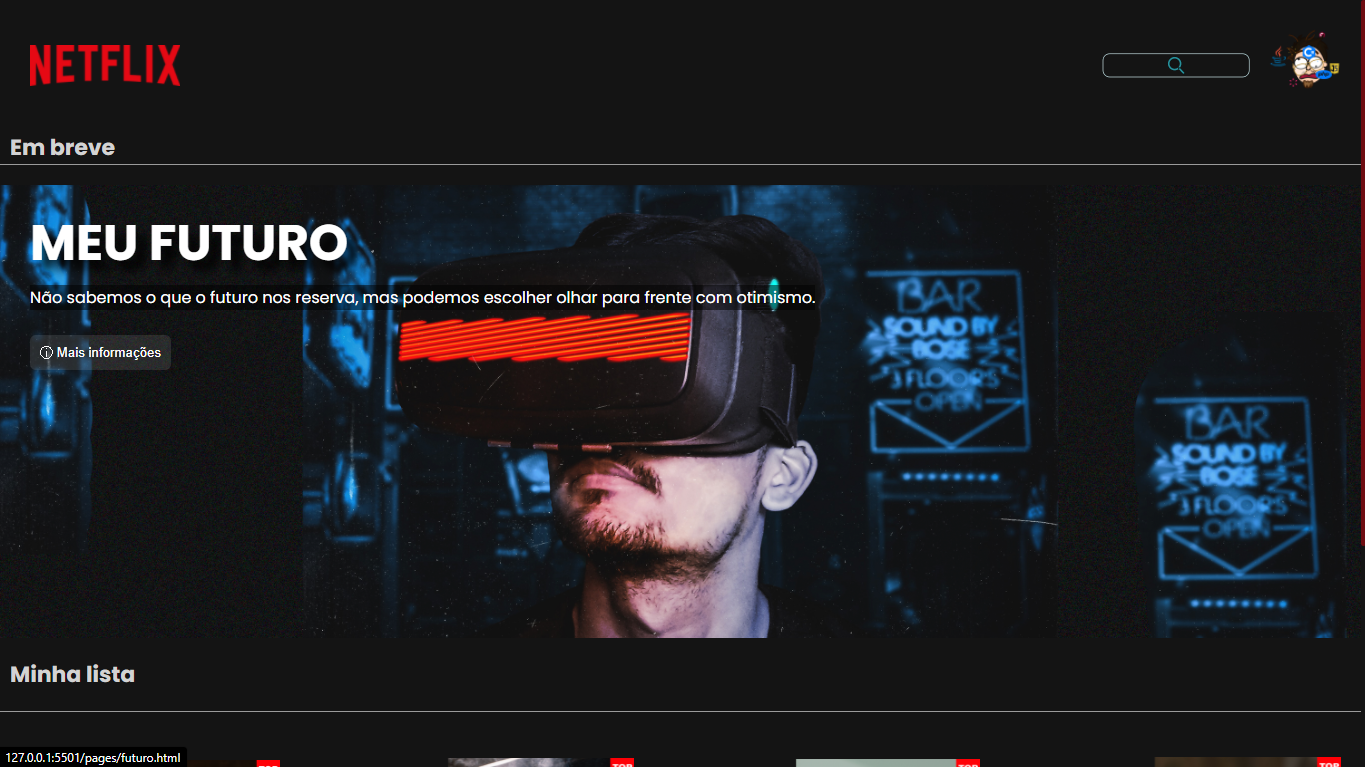 NETFLIX
Em breve
MEU FUTURO
Não sabemos o que o futuro nos reserva, mas podemos escolher olhar para frente com otimismo.
Mais informações
BAR
SOUND BY
BOSE
3 FLOORS
OPEN
BAR
SOUND BY
BOSE
3 FLOORS
OPEN
Minha lista
127.0.0.1:5501/pages/futuro.html
TOP
TOP
TOP